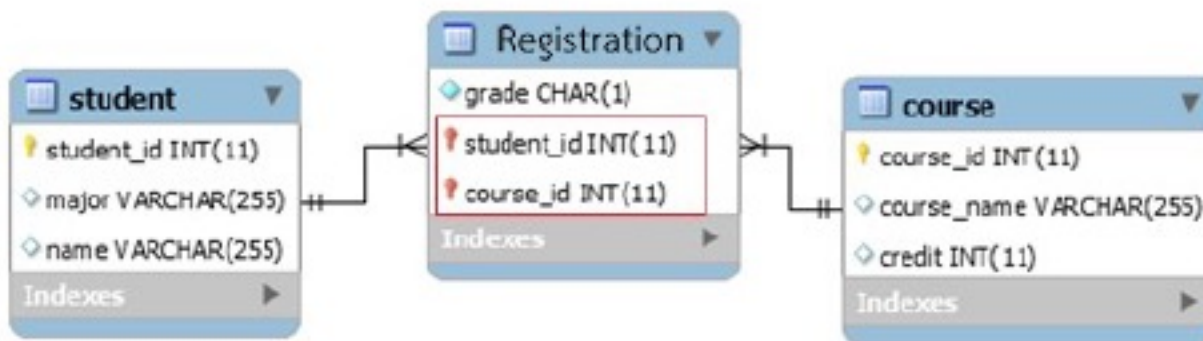 student
student_id INT(11)
major VARCHAR(255)
name VARCHAR(255)
Indexes
Registration
grade CHAR(1)
student_id INT(11)
course_id INT(11)
Indexes
course
course_id INT(11)
course_name VARCHAR(255)
credit INT(11)
Indexes